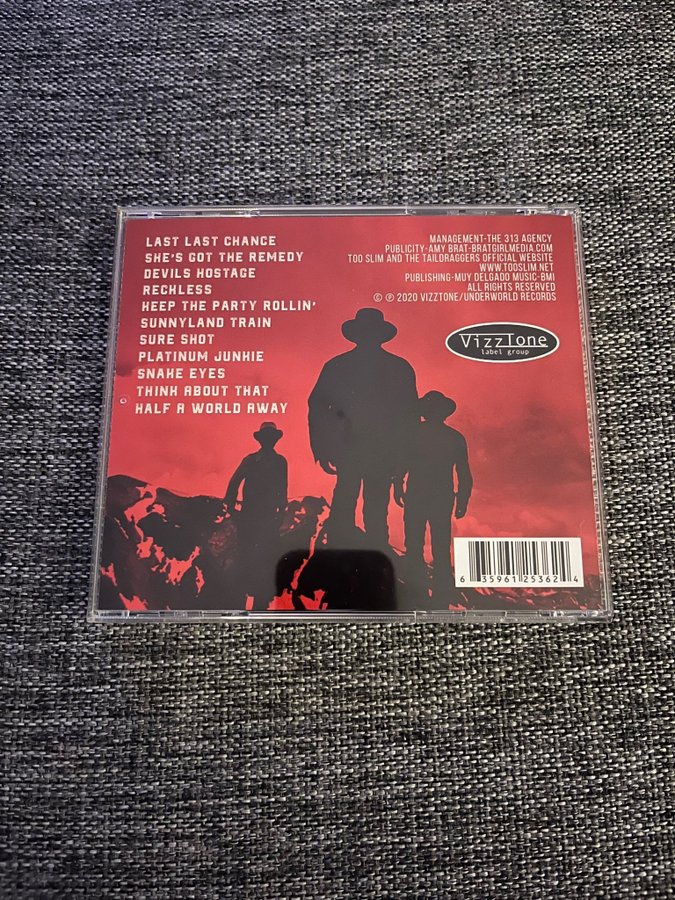 LAST LAST CHANCE
SHE'S GOT THE REMEDY
DEVILS HOSTAGE
RECKLESS
KEEP THE PARTY ROLLIN'
SUNNYLAND TRAIN
SURE SHOT
PLATINUM JUNKIE
SNAKE EYES
THINK ABOUT THAT
HALF A WORLD AWAY
MANAGEMENT-THE 313 AGENCY
PUBLICITY-AMY BRAT-BRATGIRLMEDIA.COM
TOO SLIM AND THE TAILDRAGGERS OFFICIAL WEBSITE
WWW.TOOSLIM.NET
PUBLISHING-MUY DELGADO MUSIC-BMI
ALL RIGHTS RESERVED
© ℗ 2020 VIZZTONE/UNDERWORLD RECORDS
VizzTone
label group
6 35961 25362 4